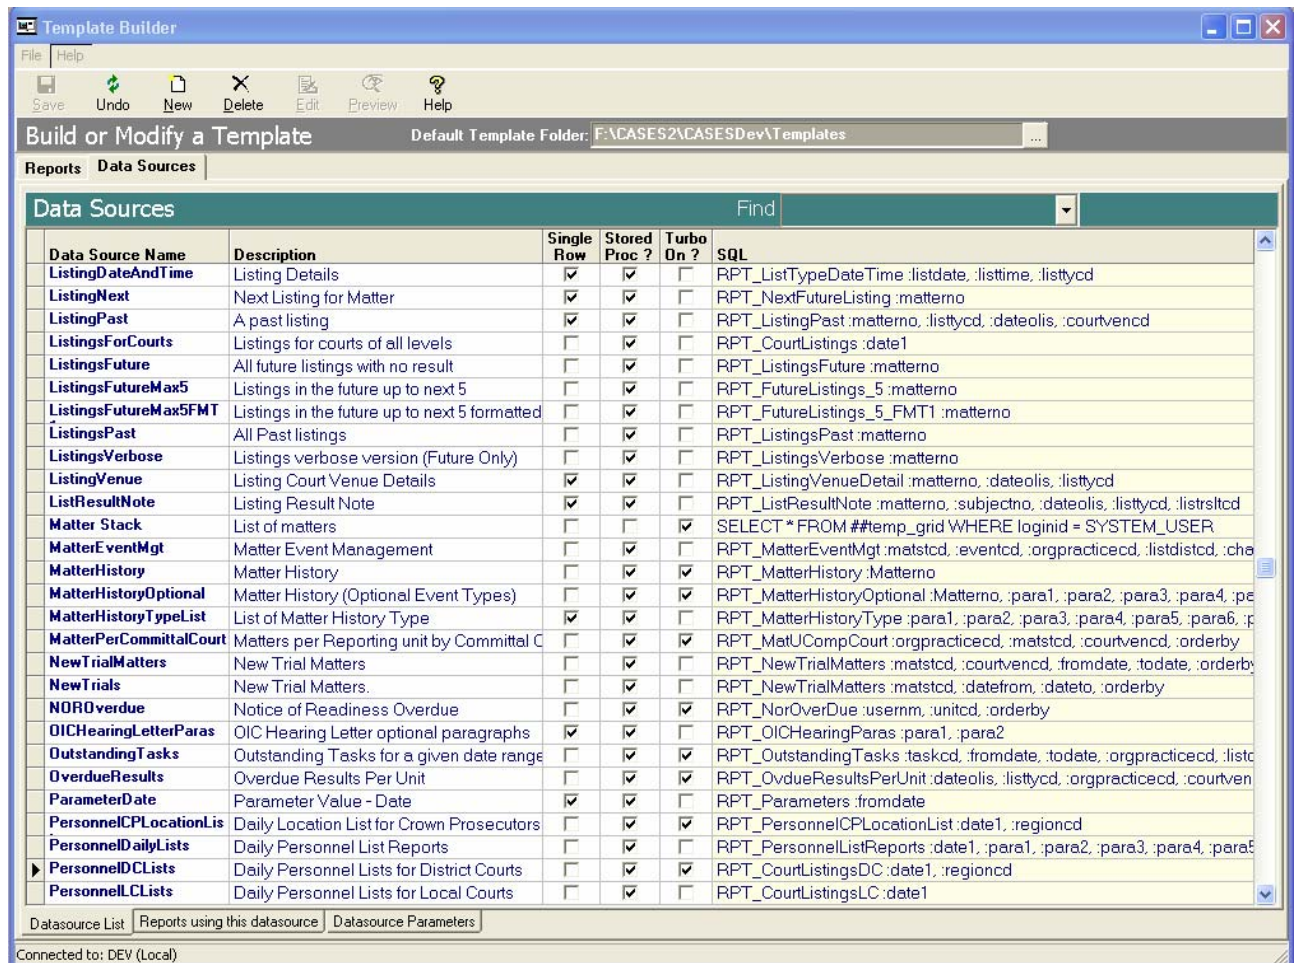 Template Builder
File Help
Save Undo New Delete Edit Preview Help
Build or Modify a Template Default Template Folder: F:\CASES2\CASESDev\Templates ...
Reports Data Sources
Data Sources Find
Data Source Name Description Single Row Stored Proc ? Turbo On ? SQL
ListingDateAndTime Listing Details RPT_ListTypeDateTime :listdate, :listtime, :listtycd
ListingNext Next Listing for Matter RPT_NextFutureListing :matterno
ListingPast A past listing RPT_ListingPast :matterno, :listtycd, :dateolis, :courtvencd
ListingsForCourts Listings for courts of all levels RPT_CourtListings :date1
ListingsFuture All future listings with no result RPT_ListingsFuture :matterno
ListingsFutureMax5 Listings in the future up to next 5 RPT_FutureListings_5 :matterno
ListingsFutureMax5FMT Listings in the future up to next 5 formatted RPT_FutureListings_5_FMT1 :matterno
ListingsPast All Past listings RPT_ListingsPast :matterno
ListingsVerbose Listings verbose version (Future Only) RPT_ListingsVerbose :matterno
ListingVenue Listing Court Venue Details RPT_ListingVenueDetail :matterno, :dateolis, :listtycd
ListResultNote Listing Result Note RPT_ListResultNote :matterno, :subjectno, :dateolis, :listtycd, :listrsltcd
Matter Stack List of matters SELECT * FROM ##temp_grid WHERE loginid = SYSTEM_USER
MatterEventMgt Matter Event Management RPT_MatterEventMgt :matstcd, :eventcd, :orgpracticecd, :listdistcd, :cha
MatterHistory Matter History RPT_MatterHistory :Matterno
MatterHistoryOptional Matter History (Optional Event Types) RPT_MatterHistoryOptional :Matterno, :para1, :para2, :para3, :para4, :pa
MatterHistoryTypeList List of Matter History Type RPT_MatterHistoryType :para1, :para2, :para3, :para4, :para5, :para6, :p
MatterPerCommittalCourt Matters per Reporting unit by Committal C RPT_MatUCompCourt :orgpracticecd, :matstcd, :courtvencd, :orderby
NewTrialMatters New Trial Matters RPT_NewTrialMatters :matstcd, :courtvencd, :fromdate, :todate, :orderby
NewTrials New Trial Matters. RPT_NewTrialMatters :matstcd, :datefrom, :dateto, :orderby
NOROverdue Notice of Readiness Overdue RPT_NorOverDue :usernm, :unitcd, :orderby
OICHearingLetterParas OIC Hearing Letter optional paragraphs RPT_OICHearingParas :para1, :para2
OutstandingTasks Outstanding Tasks for a given date range RPT_OutstandingTasks :taskcd, :fromdate, :todate, :orgpracticecd, :listc
OverdueResults Overdue Results Per Unit RPT_OvdueResultsPerUnit :dateolis, :listtycd, :orgpracticecd, :courtven
ParameterDate Parameter Value - Date RPT_Parameters :fromdate
PersonnelCPLocationLis Daily Location List for Crown Prosecutors RPT_PersonnelCPLocationList :date1, :regioncd
PersonnelDailyLists Daily Personnel List Reports RPT_PersonnelListReports :date1, :para1, :para2, :para3, :para4, :para5
PersonnelDCLists Daily Personnel Lists for District Courts RPT_CourtListingsDC :date1, :regioncd
PersonnelLCLists Daily Personnel Lists for Local Courts RPT_CourtListingsLC :date1
Datasource List Reports using this datasource Datasource Parameters
Connected to: DEV (Local)